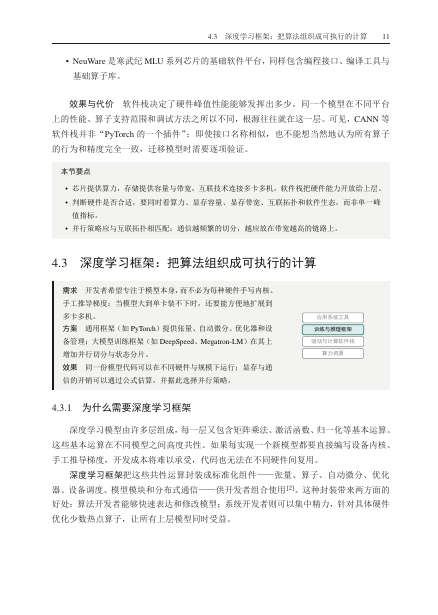 4.3 深度学习框架：把算法组织成可执行的计算 11
• NeuWare 是寒武纪 MLU 系列芯片的基础软件平台，同样包含编程接口、编译工具与
基础算子库。
效果与代价 软件栈决定了硬件峰值性能能够发挥出多少。同一个模型在不同平台
上的性能、算子支持范围和调试方法之所以不同，根源往往就在这一层。可见，CANN 等
软件栈并非“PyTorch 的一个插件”；即使接口名称相似，也不能想当然地认为所有算子
的行为和精度完全一致，迁移模型时需要逐项验证。
本节要点
• 芯片提供算力，存储提供容量与带宽，互联技术连接多卡多机，软件栈把硬件能力开放给上层。
• 判断硬件是否合适，要同时看算力、显存容量、显存带宽、互联拓扑和软件生态，而非单一峰
值指标。
• 并行策略应与互联拓扑相匹配：通信越频繁的切分，越应放在带宽越高的链路上。
4.3 深度学习框架：把算法组织成可执行的计算
需求 开发者希望专注于模型本身，而不必为每种硬件手写内核、
手工推导梯度；当模型大到单卡装不下时，还要能方便地扩展到
多卡多机。
方案 通用框架（如 PyTorch）提供张量、自动微分、优化器和设
备管理；大模型训练框架（如 DeepSpeed、Megatron-LM）在其上
增加并行切分与状态分片。
效果 同一份模型代码可以在不同硬件与规模下运行；显存与通
信的开销可以通过公式估算，并据此选择并行策略。
应用系统工具
训练与推理框架
驱动与计算软件栈
算力资源
4.3.1 为什么需要深度学习框架
深度学习模型由许多层组成，每一层又包含矩阵乘法、激活函数、归一化等基本运算。
这些基本运算在不同模型之间高度共性。如果每实现一个新模型都要直接编写设备内核、
手工推导梯度，开发成本将难以承受，代码也无法在不同硬件间复用。
深度学习框架把这些共性运算封装成标准化组件——张量、算子、自动微分、优化
器、设备调度、模型模块和分布式通信——供开发者组合使用[2]。这种封装带来两方面的
好处：算法开发者能够快速表达和修改模型；系统开发者则可以集中精力，针对具体硬件
优化少数热点算子，让所有上层模型同时受益。